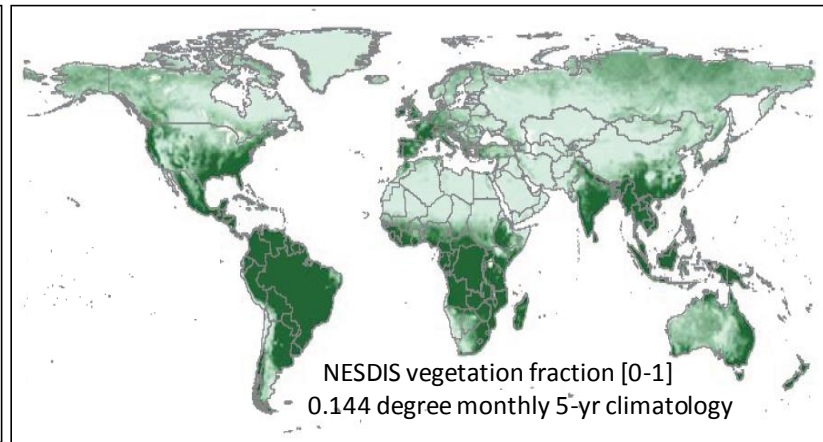 NESDIS vegetation fraction [0-1]
0.144 degree monthly 5-yr climatology